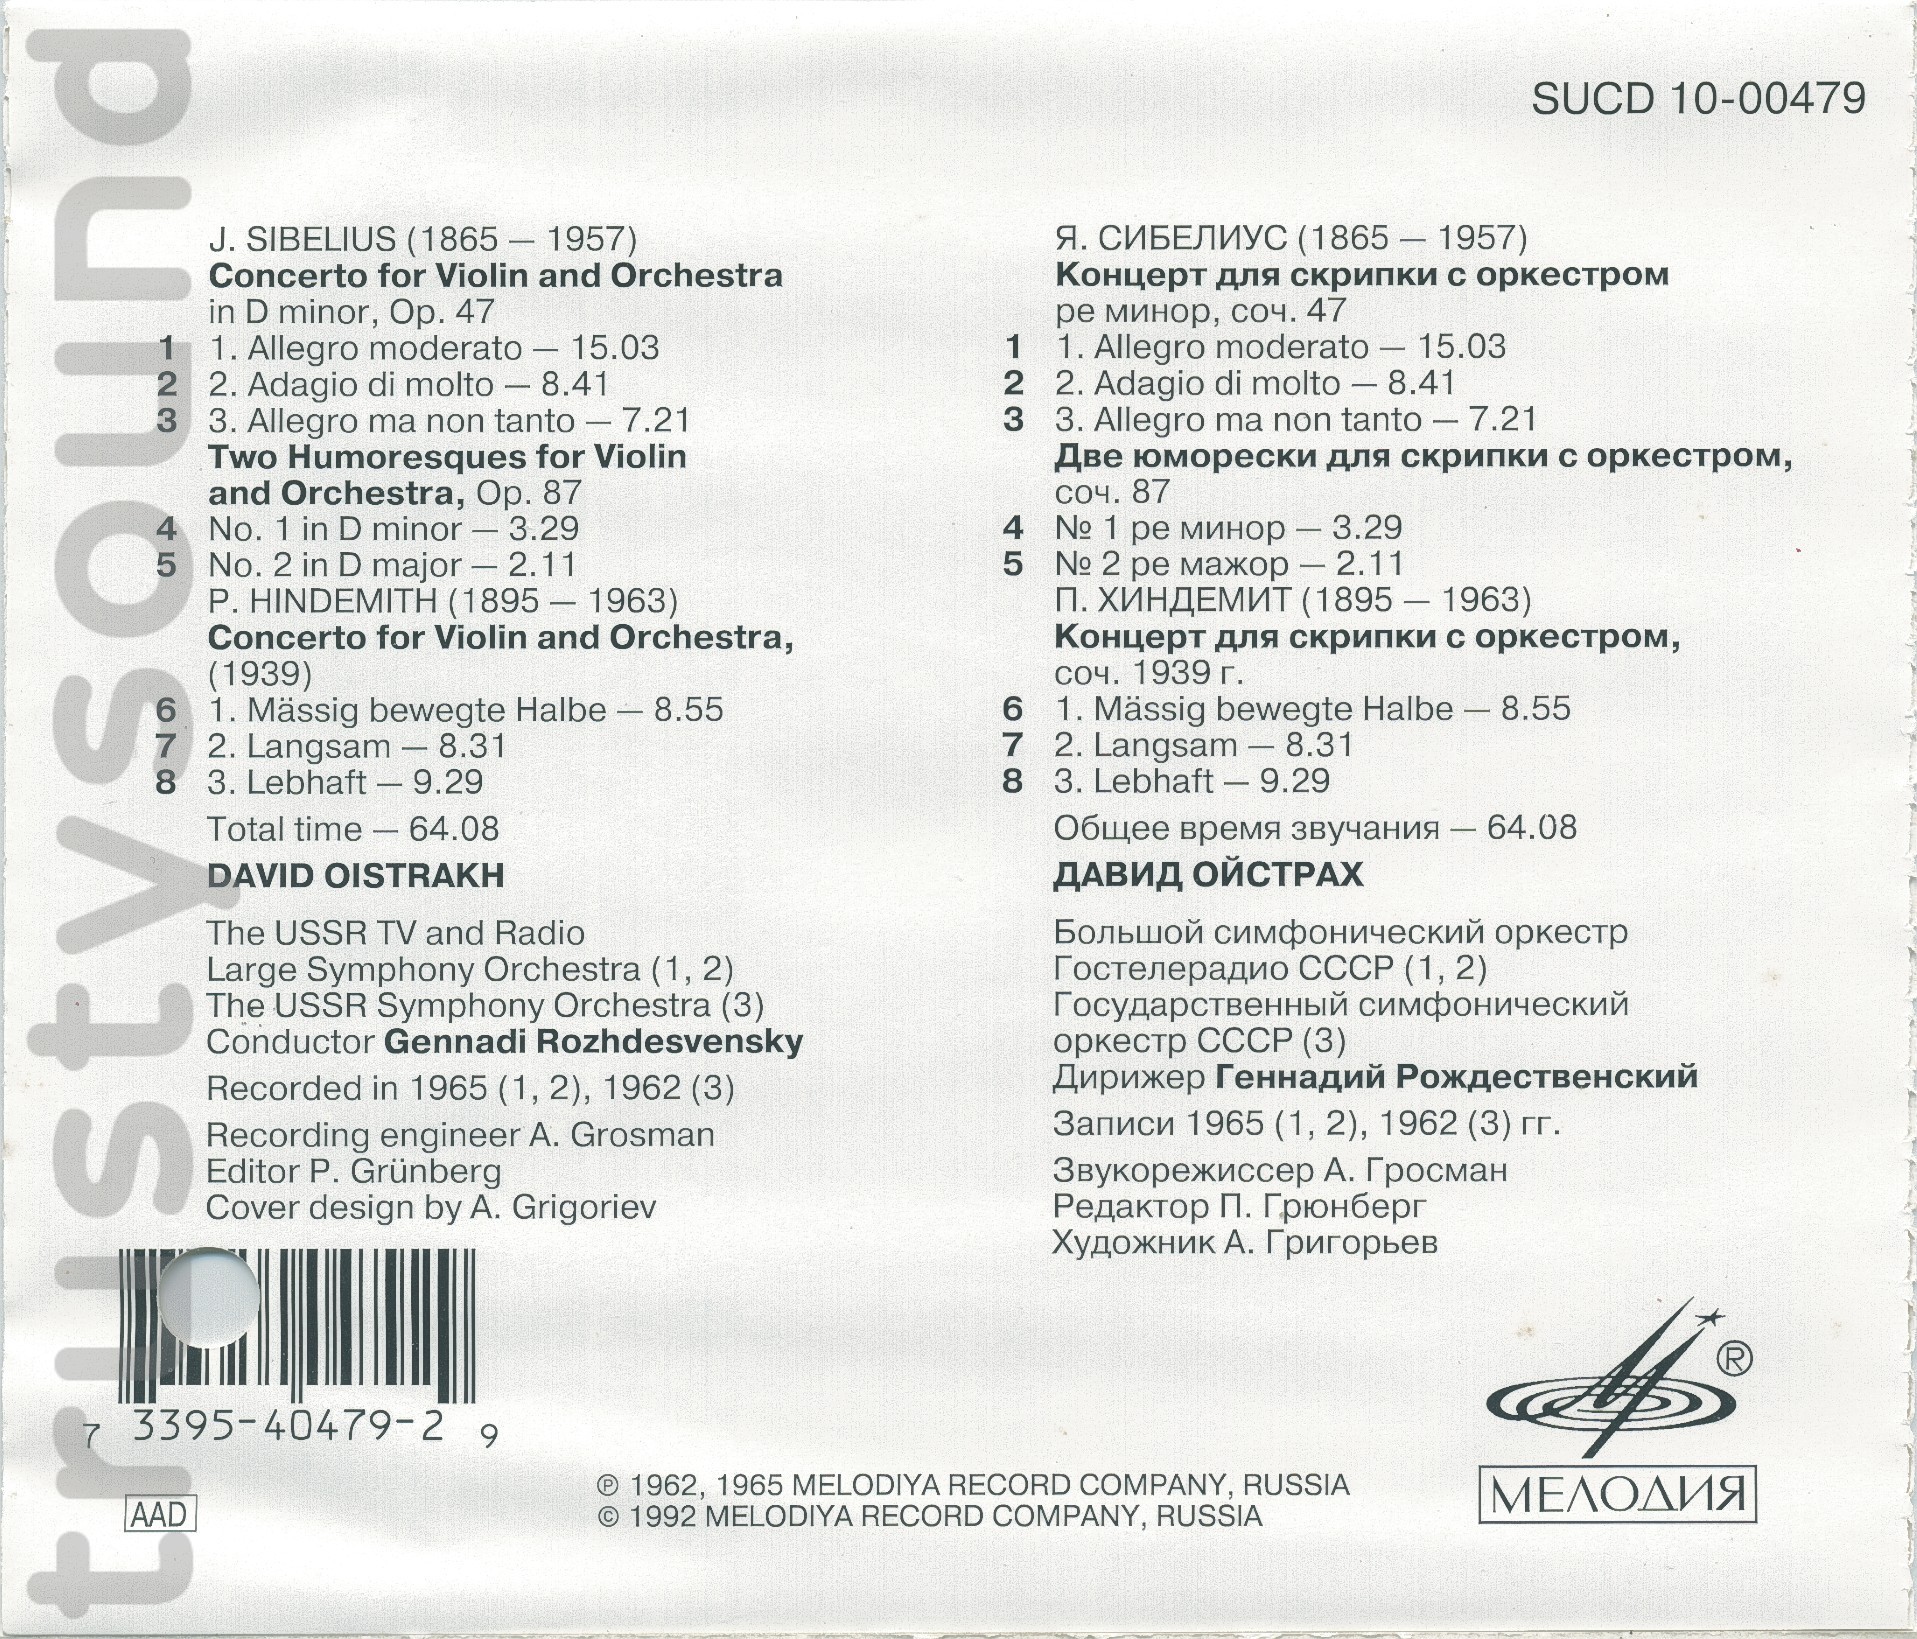 SUCD 10-00479
J. SIBELIUS (1865 — 1957)
Concerto for Violin and Orchestra
in D minor, Op. 47
1 1. Allegro moderato — 15.03
2 2. Adagio di molto — 8.41
3 3. Allegro ma non tanto — 7.21
Two Humoresques for Violin
and Orchestra, Op. 87
4 No. 1 in D minor — 3.29
5 No. 2 in D major — 2.11
P. HINDEMITH (1895 — 1963)
Concerto for Violin and Orchestra,
(1939)
6 1. Mässig bewegte Halbe — 8.55
7 2. Langsam — 8.31
8 3. Lebhaft — 9.29
Total time — 64.08
DAVID OISTRAKH
The USSR TV and Radio
Large Symphony Orchestra (1, 2)
The USSR Symphony Orchestra (3)
Conductor Gennadi Rozhdesvensky
Recorded in 1965 (1, 2), 1962 (3)
Recording engineer A. Grosman
Editor P. Grünberg
Cover design by A. Grigoriev
Я. СИБЕЛИУС (1865 — 1957)
Концерт для скрипки с оркестром
ре минор, соч. 47
1 1. Allegro moderato — 15.03
2 2. Adagio di molto — 8.41
3 3. Allegro ma non tanto — 7.21
Две юморески для скрипки с оркестром,
соч. 87
4 № 1 ре минор — 3.29
5 № 2 ре мажор — 2.11
П. ХИНДЕМИТ (1895 — 1963)
Концерт для скрипки с оркестром,
соч. 1939 г.
6 1. Mässig bewegte Halbe — 8.55
7 2. Langsam — 8.31
8 3. Lebhaft — 9.29
Общее время звучания — 64.08
ДАВИД ОЙСТРАХ
Большой симфонический оркестр
Гостелерадио СССР (1, 2)
Государственный симфонический
оркестр СССР (3)
Дирижер Геннадий Рождественский
Записи 1965 (1, 2), 1962 (3) гг.
Звукорежиссер А. Гросман
Редактор П. Грюнберг
Художник А. Григорьев
7 3395-40479-2 9
AAD
℗ 1962, 1965 MELODIYA RECORD COMPANY, RUSSIA
© 1992 MELODIYA RECORD COMPANY, RUSSIA
®
МЕЛОДИЯ
trustysound